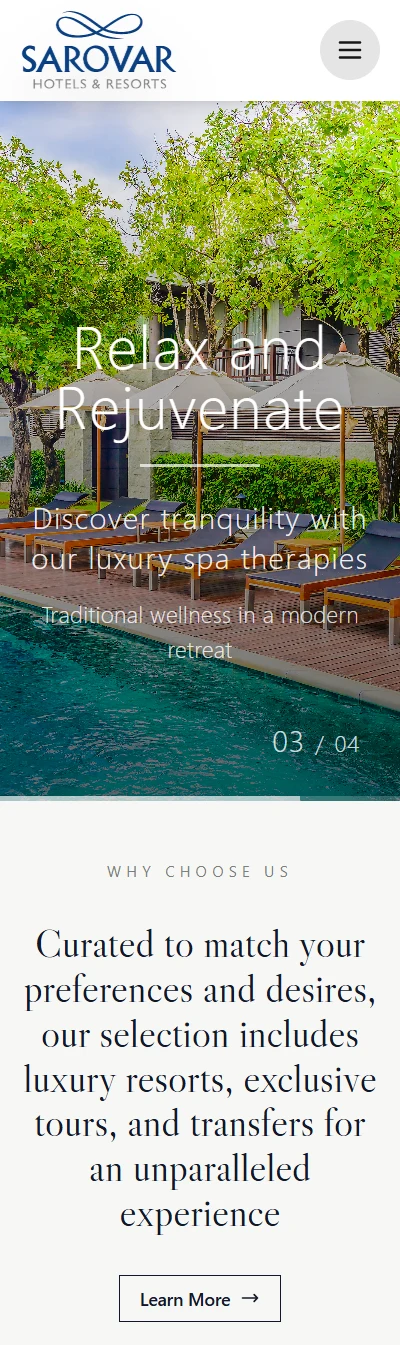 SAROVAR
HOTELS & RESORTS
Relax and
Rejuvenate
Discover tranquility with
our luxury spa therapies
Traditional wellness in a modern
retreat
03 / 04
WHY CHOOSE US
Curated to match your
preferences and desires,
our selection includes
luxury resorts, exclusive
tours, and transfers for
an unparalleled
experience
Learn More →